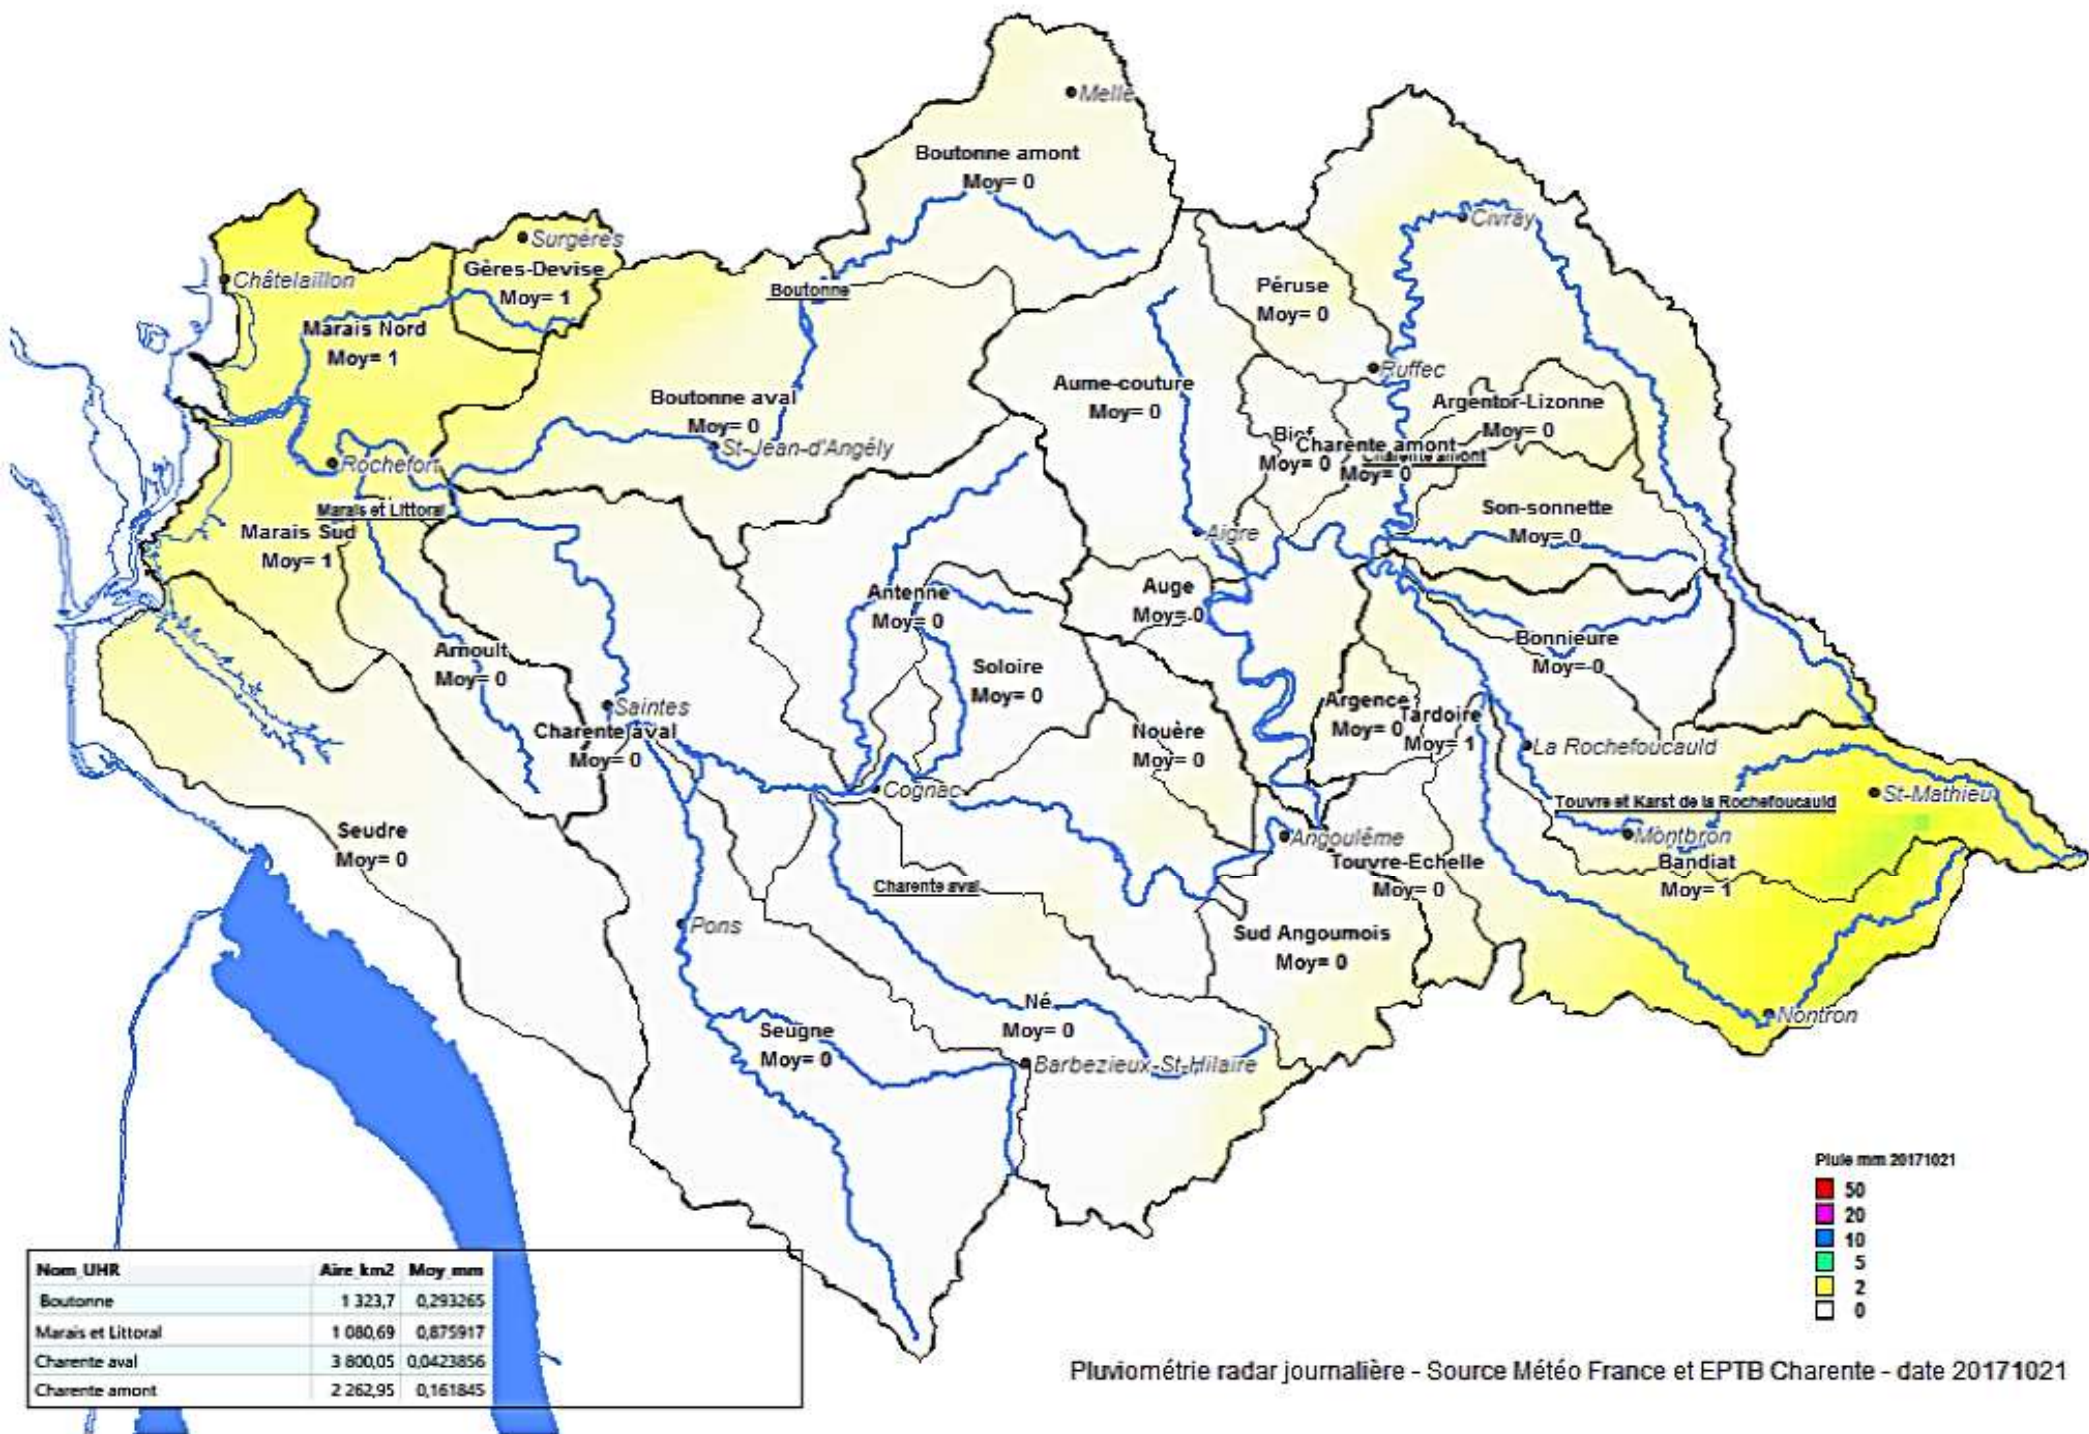 Melle
Boutonne amont
Moy= 0
Civray
Surgères
Gères-Devise
Moy= 1
Châtelaillon
Boutonne
Péruse
Moy= 0
Marais Nord
Moy= 1
Ruffec
Aume-couture
Moy= 0
Boutonne aval
Moy= 0
Argentor-Lizonne
Moy= 0
St-Jean-d'Angély
Bief
Moy= 0
Charente amont
Charente amont
Moy= 0
Rochefort
Marais et Littoral
Marais Sud
Moy= 1
Son-sonnette
Moy= 0
Aigre
Antenne
Moy= 0
Auge
Moy= 0
Bonnieure
Moy= 0
Arnoult
Moy= 0
Soloire
Moy= 0
Saintes
Charente aval
Moy= 0
Nouère
Moy= 0
Argence
Moy= 0
Tardoire
Moy= 1
La Rochefoucauld
Cognac
Touvre et Karst de la Rochefoucauld
St-Mathieu
Seudre
Moy= 0
Angoulême
Montbron
Touvre-Echelle
Moy= 0
Bandiat
Moy= 1
Charente aval
Pons
Sud Angoumois
Moy= 0
Né
Moy= 0
Seugne
Moy= 0
Nontron
Barbezieux-St-Hilaire
Pluie mm 20171021
50
20
10
5
2
0
Nom_UHR Aire_km2 Moy_mm
Boutonne 1 323,7 0,293265
Marais et Littoral 1 080,69 0,875917
Charente aval 3 800,05 0,0423856
Charente amont 2 262,95 0,161845
Pluviométrie radar journalière - Source Météo France et EPTB Charente - date 20171021